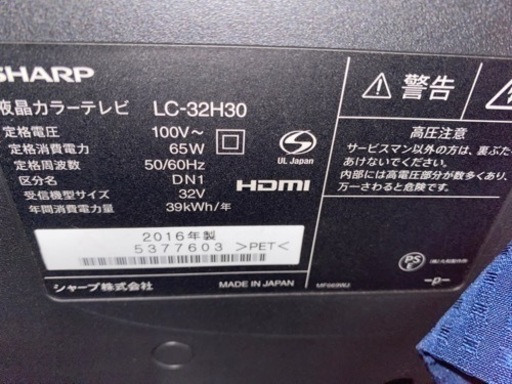 SHARP
液晶カラーテレビ LC-32H30
定格電圧 100V～
定格消費電力 65W
定格周波数 50/60Hz
区分名 DN1
受信機型サイズ 32V
年間消費電力量 39kWh/年
S
UL Japan
HDMI
2016年製
5377603 >PET<
シャープ株式会社
MADE IN JAPAN
警告
高圧注意
サービスマン以外の方は、裏ぶた
あけないでください。
内部には高電圧部分が数多くあり、
万一さわると危険です。
PS
E
-p-